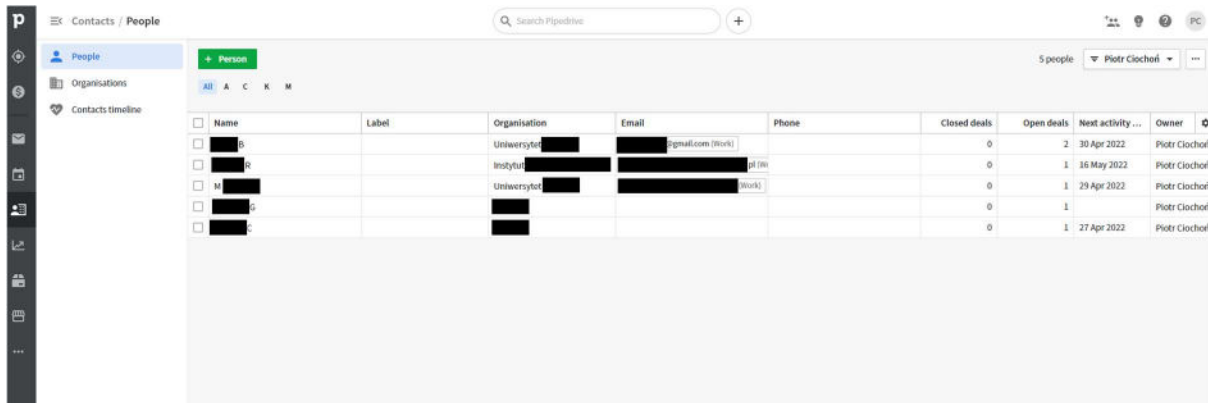 p Contacts / People Search Pipedrive + PC
People
Organisations
Contacts timeline
+ Person 5 people Piotr Ciochoń ...
All A C K M
Name Label Organisation Email Phone Closed deals Open deals Next activity ... Owner
B Uniwersytet @gmail.com (Work) 0 2 30 Apr 2022 Piotr Ciochoń
R Instytut pl (Wo 0 1 16 May 2022 Piotr Ciochoń
M Uniwersytet (Work) 0 1 29 Apr 2022 Piotr Ciochoń
G 0 1 Piotr Ciochoń
C 0 1 27 Apr 2022 Piotr Ciochoń